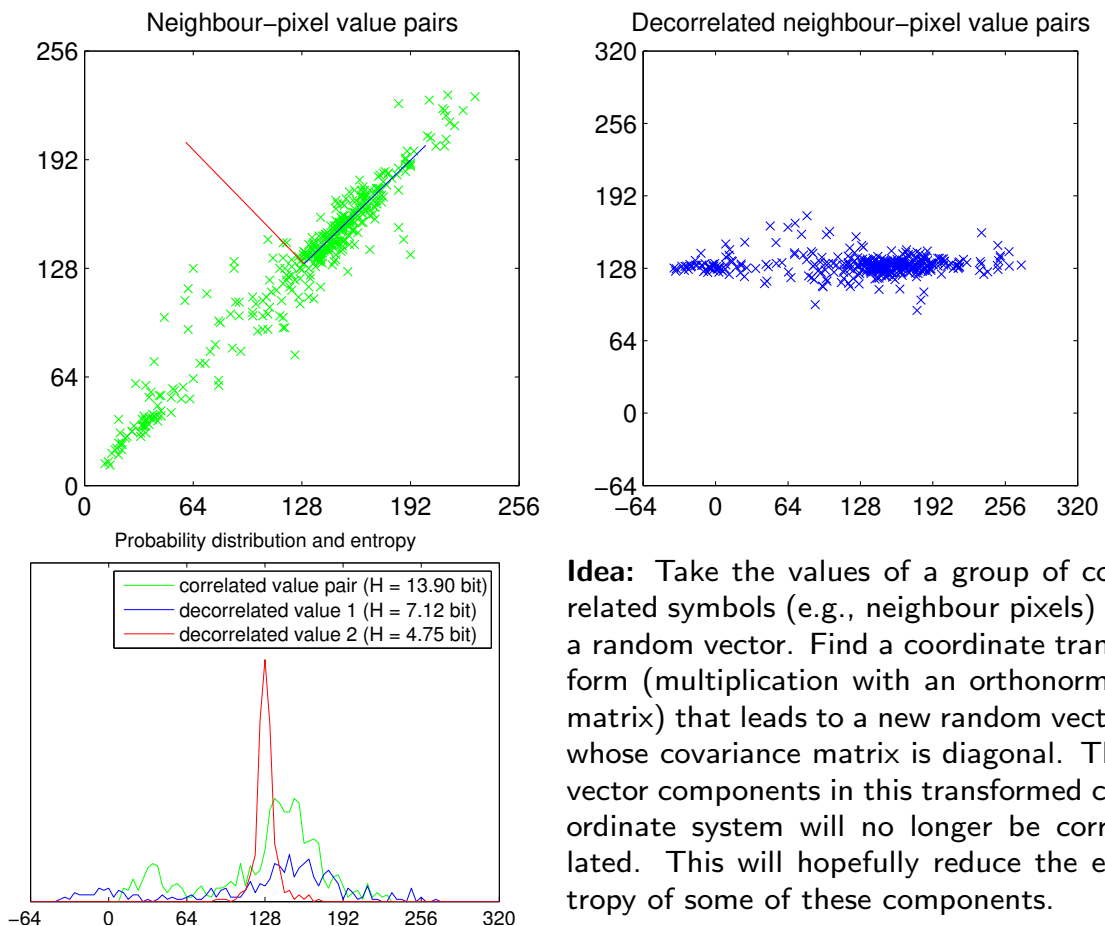 Neighbour−pixel value pairs
256
192
128
64
0
0 64 128 192 256
Decorrelated neighbour−pixel value pairs
320
256
192
128
64
0
−64
−64 0 64 128 192 256 320
Probability distribution and entropy
correlated value pair (H = 13.90 bit)
decorrelated value 1 (H = 7.12 bit)
decorrelated value 2 (H = 4.75 bit)
−64 0 64 128 192 256 320
Idea: Take the values of a group of co
related symbols (e.g., neighbour pixels)
a random vector. Find a coordinate tran
form (multiplication with an orthonorm
matrix) that leads to a new random vect
whose covariance matrix is diagonal. Th
vector components in this transformed c
ordinate system will no longer be corr
lated. This will hopefully reduce the e
tropy of some of these components.